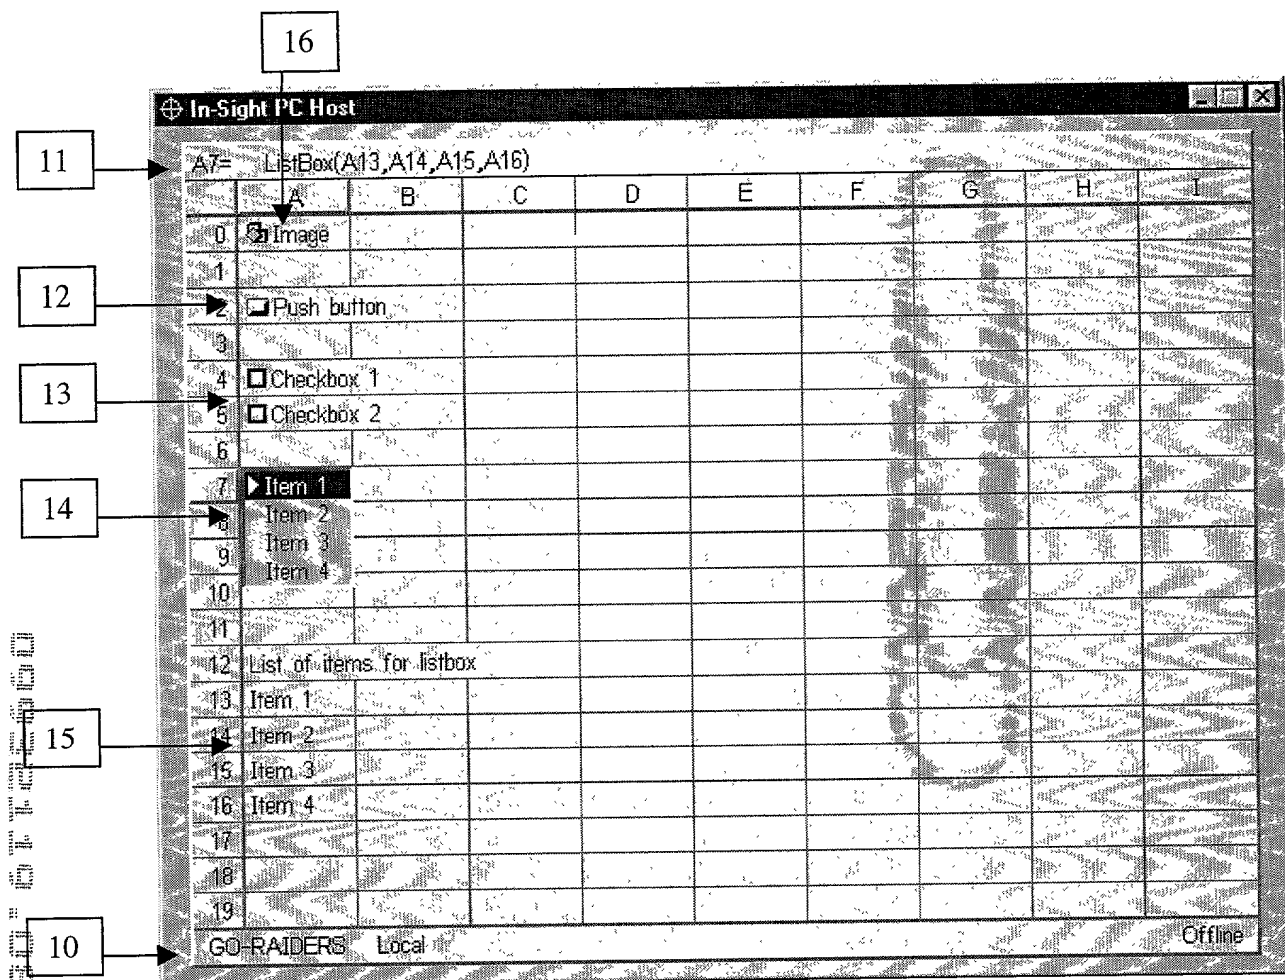 16
In-Sight PC Host
11
A7= ListBox(A13,A14,A15,A16)
A B C D E F G H I
0 Image
1
12
2 Push button
3
4 Checkbox 1
13
5 Checkbox 2
6
7 Item 1
14
8 Item 2
9 Item 3
Item 4
10
11
12 List of items for listbox
13 Item 1
14 Item 2
15
15 Item 3
16 Item 4
17
18
19
10
GO-RAIDERS Local Offline